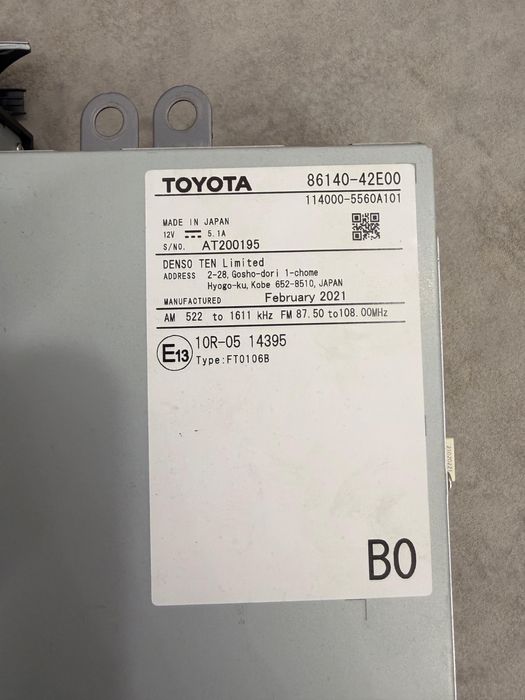 TOYOTA 86140-42E00
114000-5560A101
MADE IN JAPAN
12V 5.1A
S/NO. AT200195
DENSO TEN Limited
ADDRESS 2-28, Gosho-dori 1-chome
Hyogo-ku, Kobe 652-8510, JAPAN
MANUFACTURED February 2021
AM 522 to 1611 kHz FM 87.50 to 108.00MHz
E13 10R-05 14395
Type:FT0106B
B0